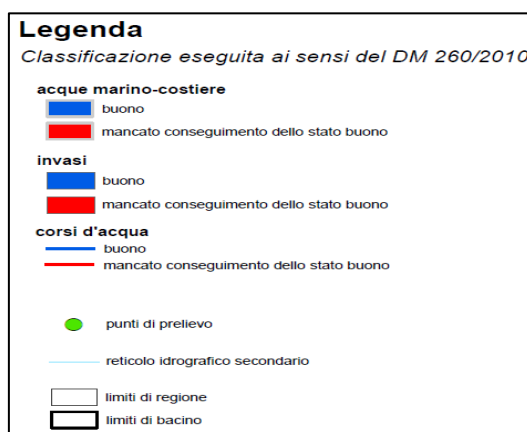 Legenda
Classificazione eseguita ai sensi del DM 260/2010
acque marino-costiere
buono
mancato conseguimento dello stato buono
invasi
buono
mancato conseguimento dello stato buono
corsi d'acqua
buono
mancato conseguimento dello stato buono
punti di prelievo
reticolo idrografico secondario
limiti di regione
limiti di bacino